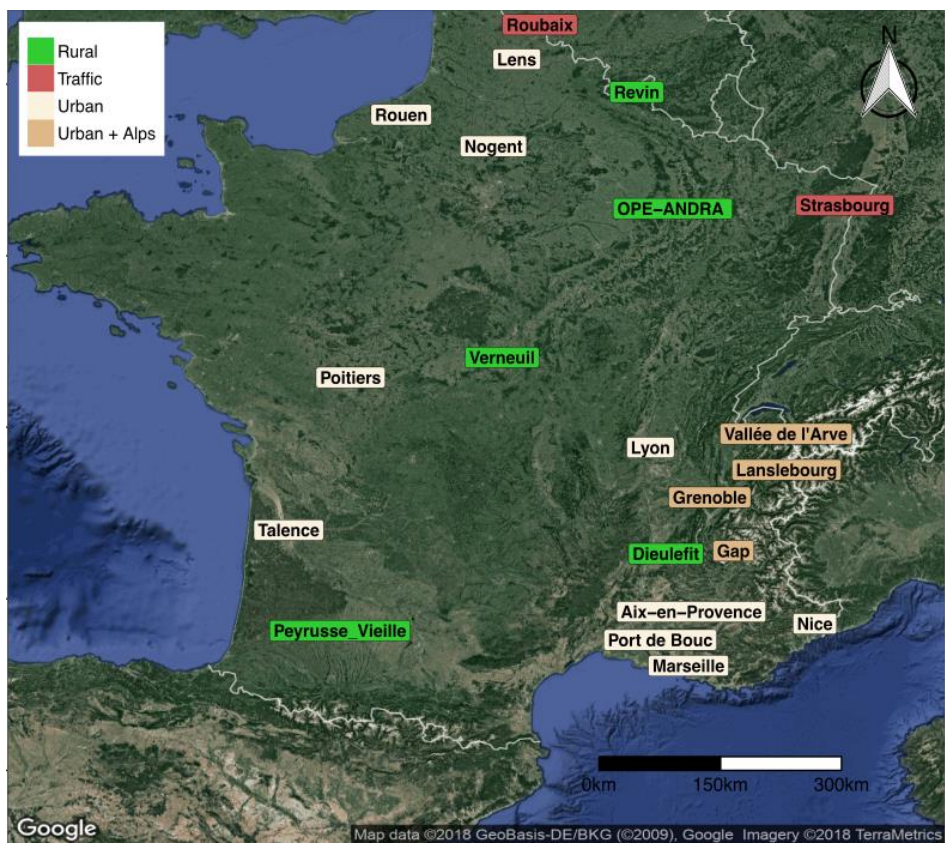 Rural
Traffic
Urban
Urban + Alps
N
Roubaix
Lens
Revin
Rouen
Nogent
OPE-ANDRA
Strasbourg
Verneuil
Poitiers
Vallée de l'Arve
Lyon
Lanslebourg
Grenoble
Talence
Dieulefit
Gap
Aix-en-Provence
Peyrusse_Vieille
Nice
Port de Bouc
Marseille
0km 150km 300km
Google
Map data ©2018 GeoBasis-DE/BKG (©2009), Google Imagery ©2018 TerraMetrics